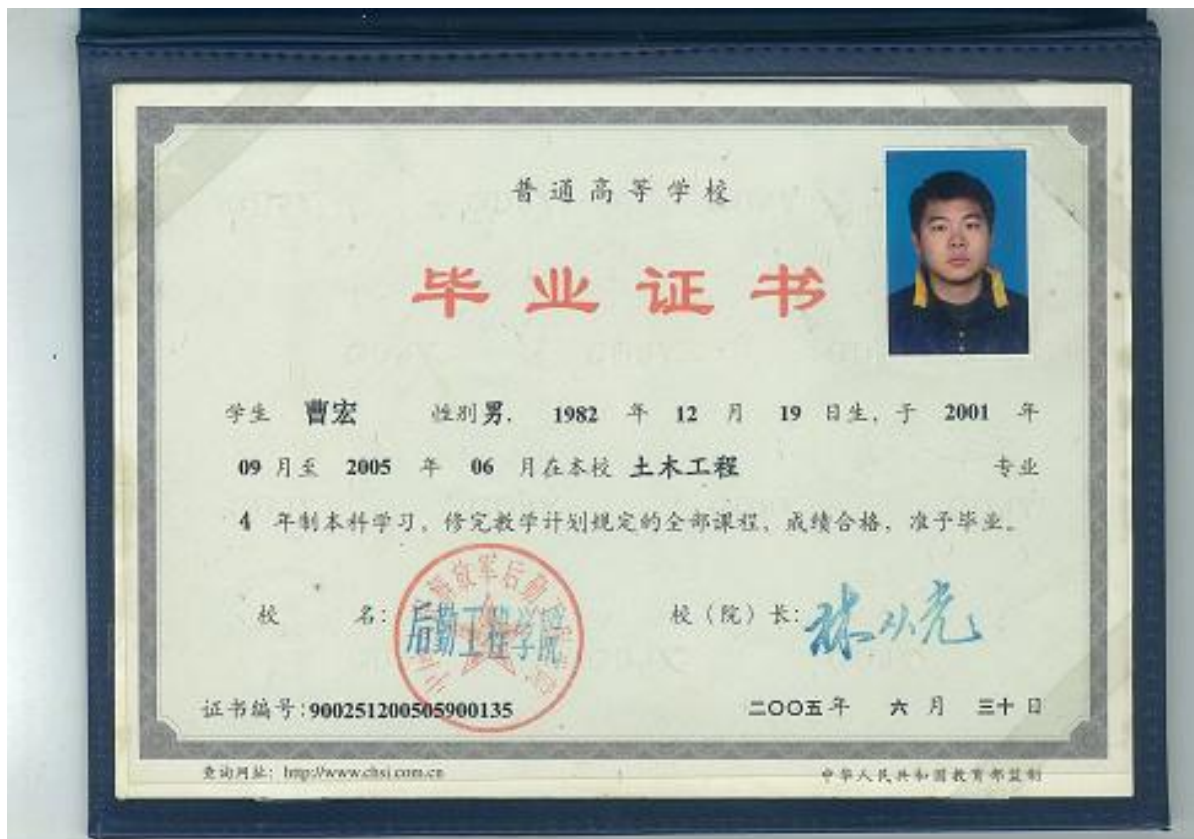 普通高等学校
毕业证书
学生 曹宏 性别男, 1982 年 12 月 19 日生, 于 2001 年
09 月至 2005 年 06 月在本校 土木工程 专业
4 年制本科学习, 修完教学计划规定的全部课程, 成绩合格, 准予毕业。
校 名: 后勤工程学院 校(院)长:
证书编号:900251200505900135 二〇〇五年 六 月 三十 日
查询网址: http://www.chsi.com.cn 中华人民共和国教育部监制